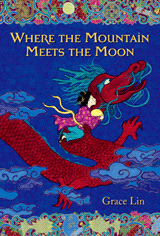 WHERE THE MOUNTAIN
MEETS THE MOON
Grace Lin